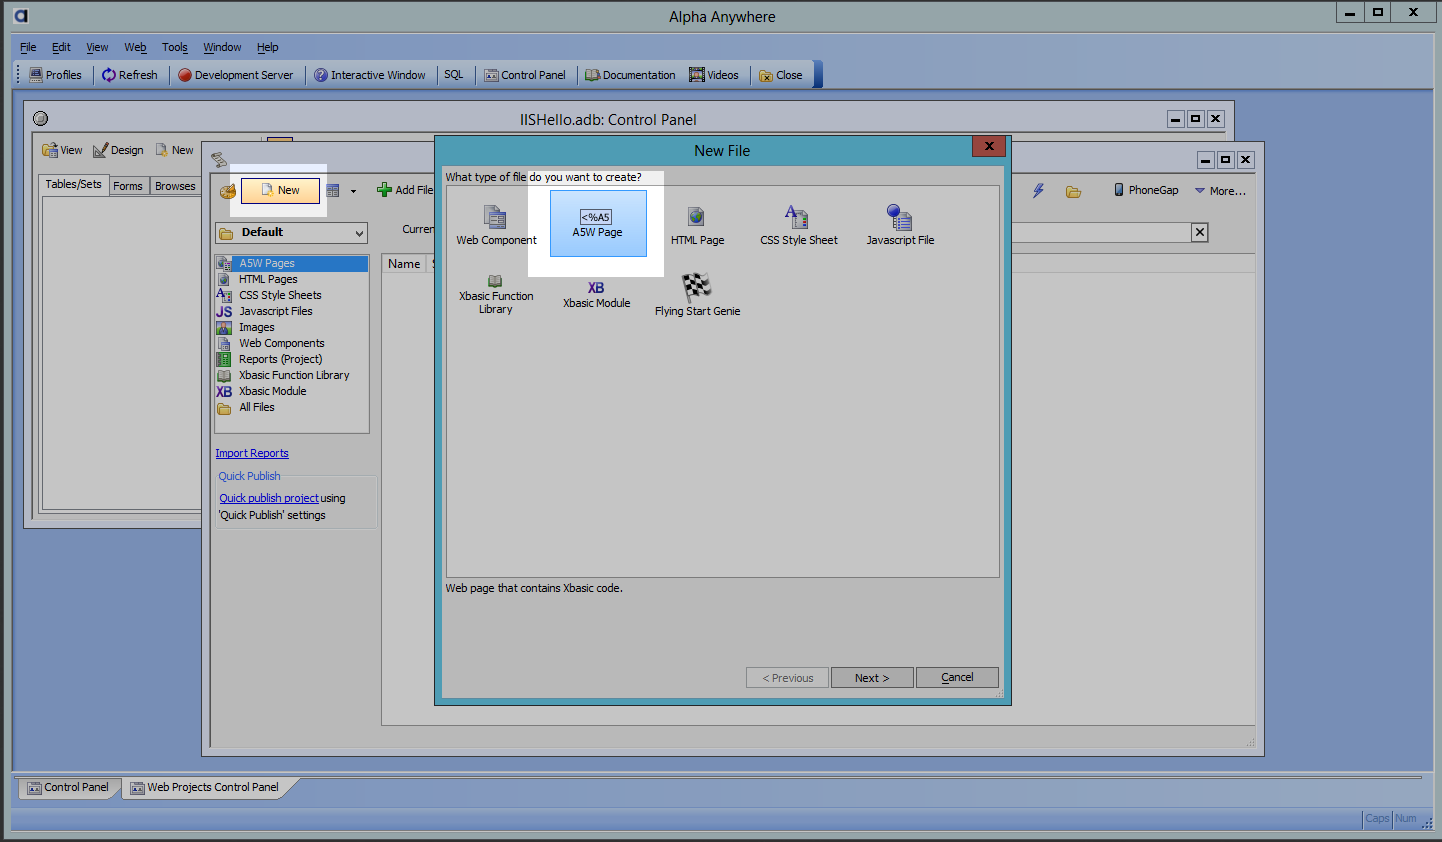 Alpha Anywhere
File Edit View Web Tools Window Help
Profiles Refresh Development Server Interactive Window SQL Control Panel Documentation Videos Close
IISHello.adb: Control Panel
View Design New
Tables/Sets Forms Browses
New Add File PhoneGap More...
Default Curren
Name
A5W Pages
HTML Pages
CSS Style Sheets
JS Javascript Files
Images
Web Components
Reports (Project)
Xbasic Function Library
XB Xbasic Module
All Files
Import Reports
Quick Publish
Quick publish project using
'Quick Publish' settings
New File
What type of file do you want to create?
<%A5
Web Component A5W Page HTML Page CSS Style Sheet Javascript File
XB
Xbasic Function
Library
Xbasic Module
Flying Start Genie
Web page that contains Xbasic code.
< Previous Next > Cancel
Control Panel Web Projects Control Panel
Caps Num